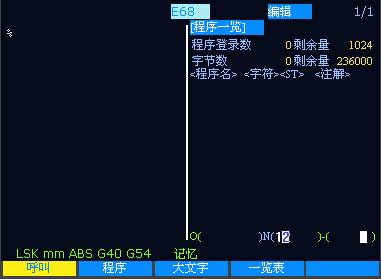 E68 编辑 1/1
%
[程序一览]
程序登录数 0 剩余量 1024
字节数 0 剩余量 236000
<程序名> <字符><ST> <注解>
O( )N(12 )-( )
LSK mm ABS G40 G54 记忆
呼叫 程序 大文字 一览表